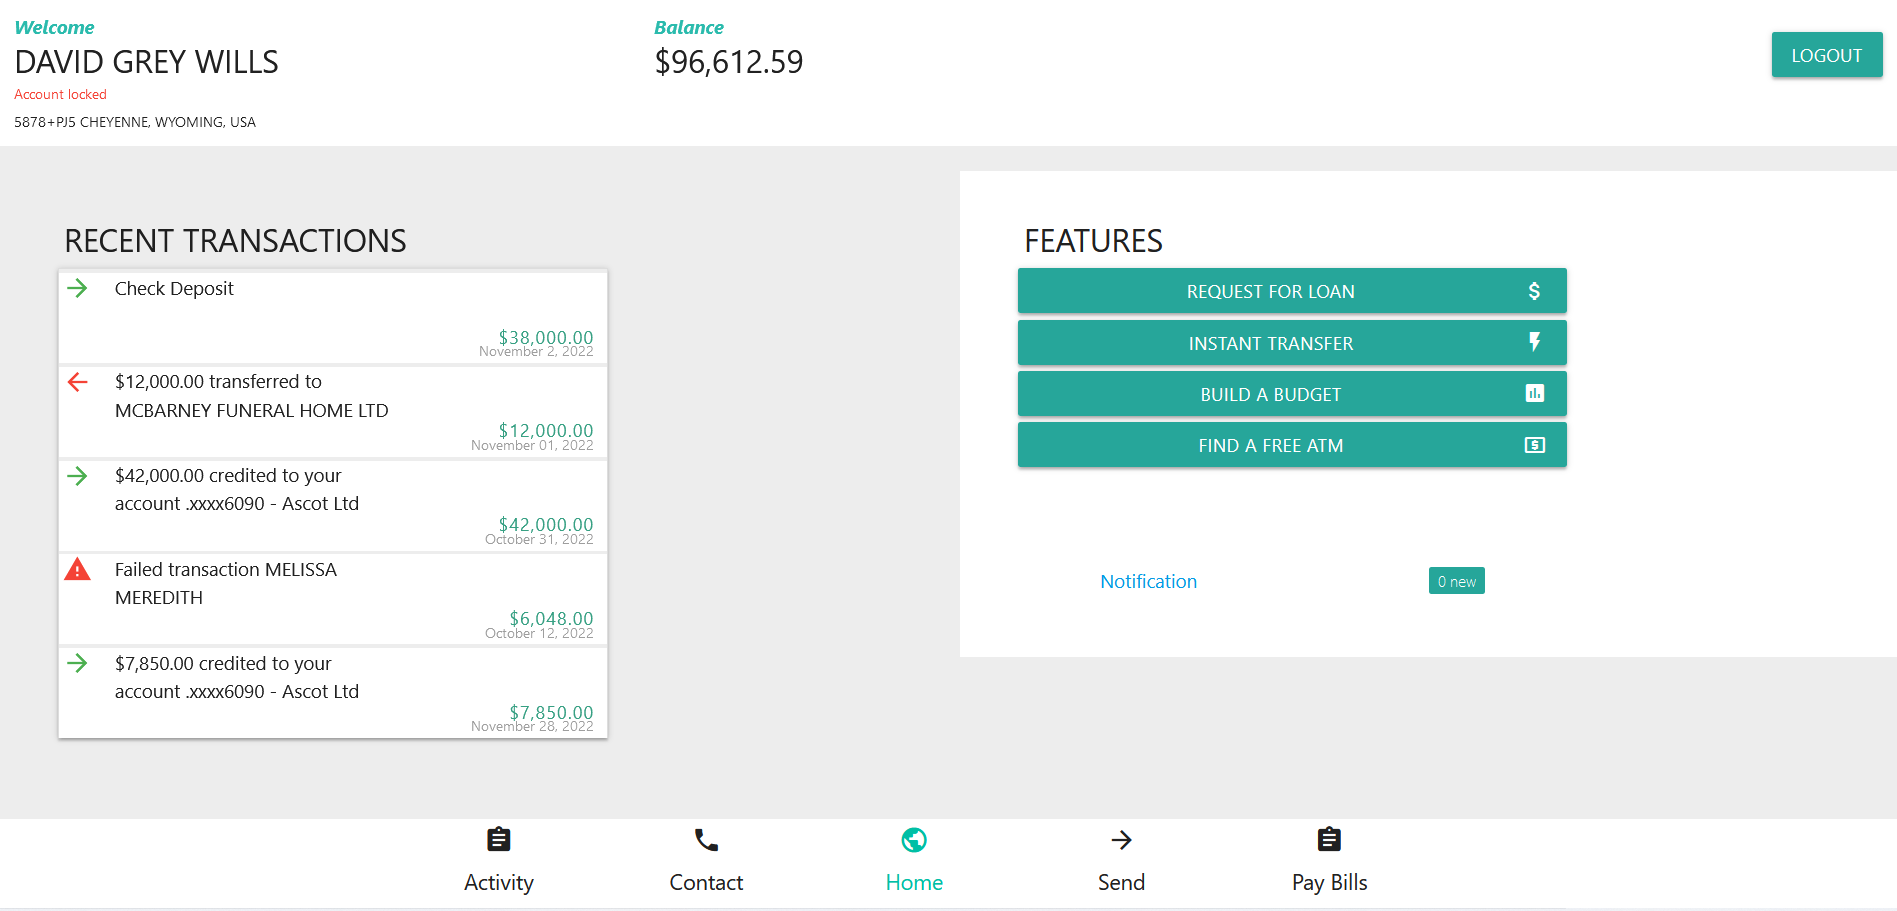 Welcome
DAVID GREY WILLS
Account locked
5878+PJ5 CHEYENNE, WYOMING, USA
Balance
$96,612.59
LOGOUT
RECENT TRANSACTIONS
Check Deposit
$38,000.00
November 2, 2022
$12,000.00 transferred to
MCBARNEY FUNERAL HOME LTD
$12,000.00
November 01, 2022
$42,000.00 credited to your
account .xxxx6090 - Ascot Ltd
$42,000.00
October 31, 2022
Failed transaction MELISSA
MEREDITH
$6,048.00
October 12, 2022
$7,850.00 credited to your
account .xxxx6090 - Ascot Ltd
$7,850.00
November 28, 2022
FEATURES
REQUEST FOR LOAN
INSTANT TRANSFER
BUILD A BUDGET
FIND A FREE ATM
Notification
0 new
Activity
Contact
Home
Send
Pay Bills